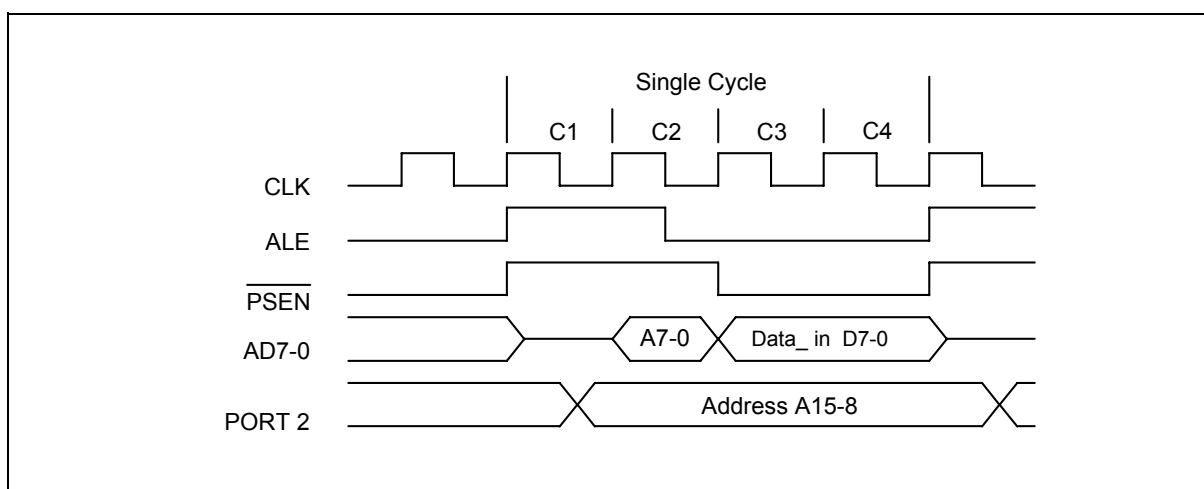 Single Cycle
C1 C2 C3 C4
CLK
ALE
PSEN
AD7-0 A7-0 Data_ in D7-0
PORT 2 Address A15-8